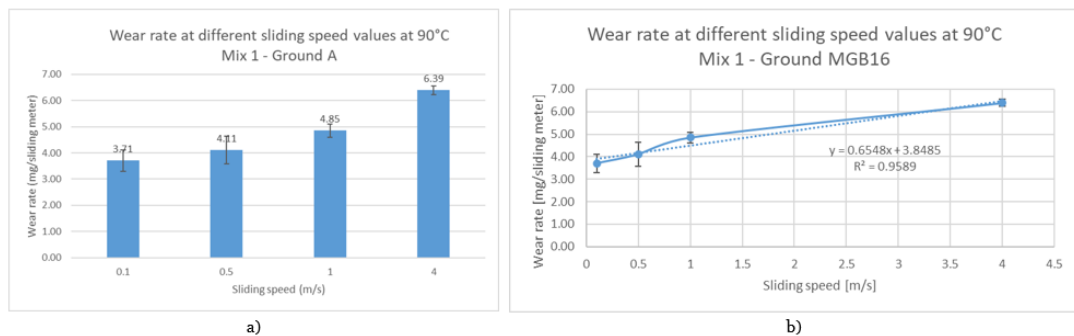 Wear rate at different sliding speed values at 90°C
Mix 1 - Ground A
Wear rate (mg/sliding meter)
7.00
6.00
5.00
4.00
3.00
2.00
1.00
0.00
3.71
4.11
4.85
6.39
0.1
0.5
1
4
Sliding speed (m/s)
a)
Wear rate at different sliding speed values at 90°C
Mix 1 - Ground MGB16
Wear rate [mg/sliding meter]
7.00
6.00
5.00
4.00
3.00
2.00
1.00
0.00
y = 0.6548x + 3.8485
R² = 0.9589
0
0.5
1
1.5
2
2.5
3
3.5
4
4.5
Sliding speed [m/s]
b)